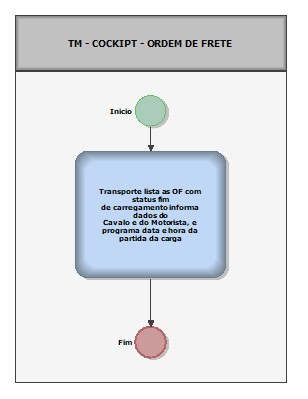 TM - COCKIPT - ORDEM DE FRETE
Inicio
Transporte lista as OF com
status fim
de carregamento informa
dados do
Cavalo e do Motorista, e
programa data e hora da
partida da carga
Fim